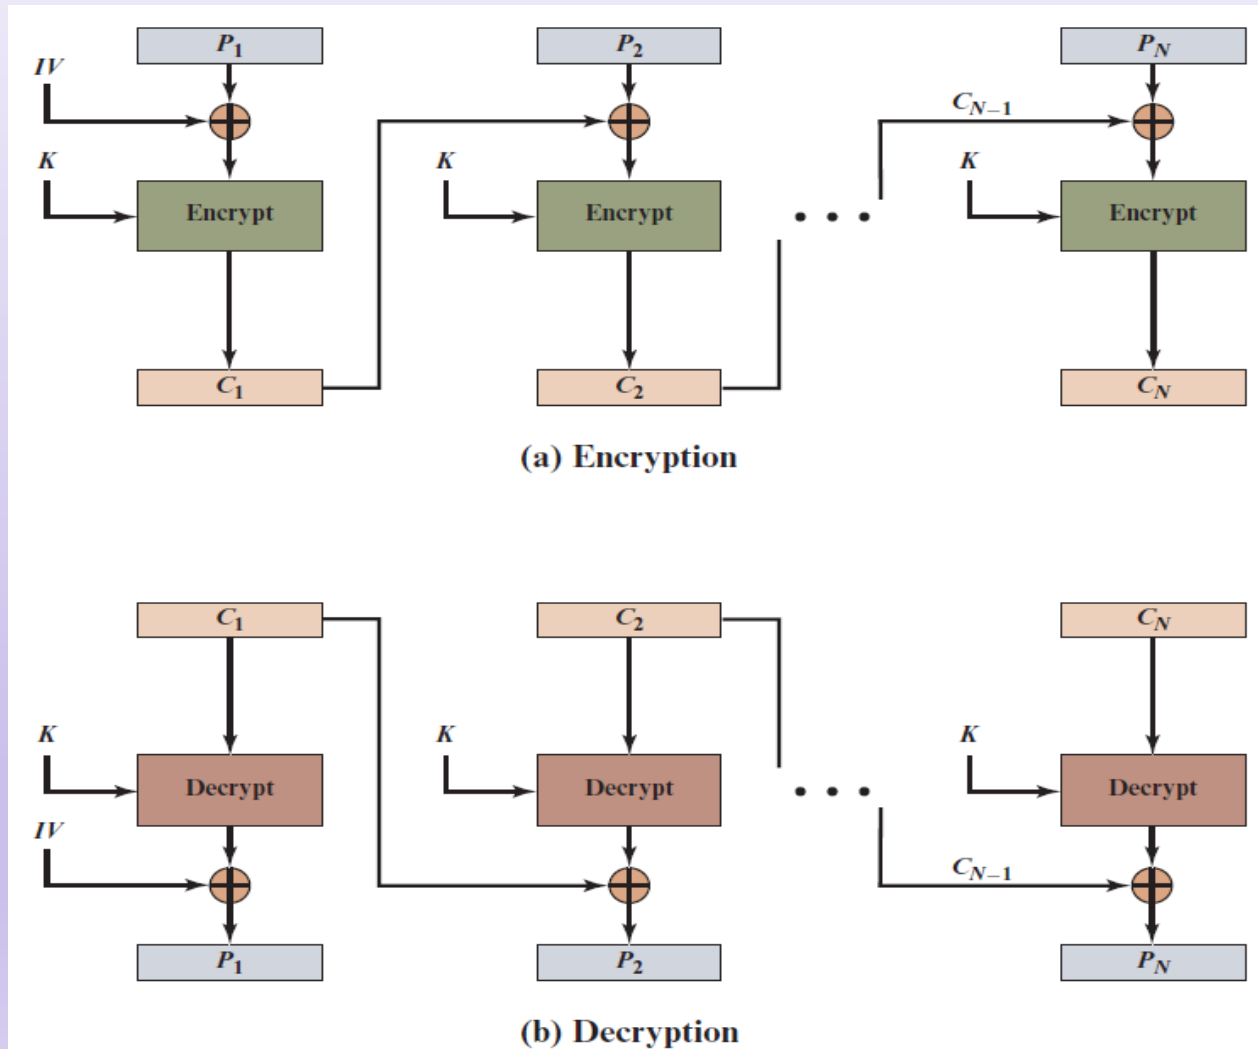 P1 P2 PN
IV
CN−1
K K K
Encrypt Encrypt Encrypt
C1 C2 CN
(a) Encryption
C1 C2 CN
K K K
Decrypt Decrypt Decrypt
IV
CN−1
P1 P2 PN
(b) Decryption